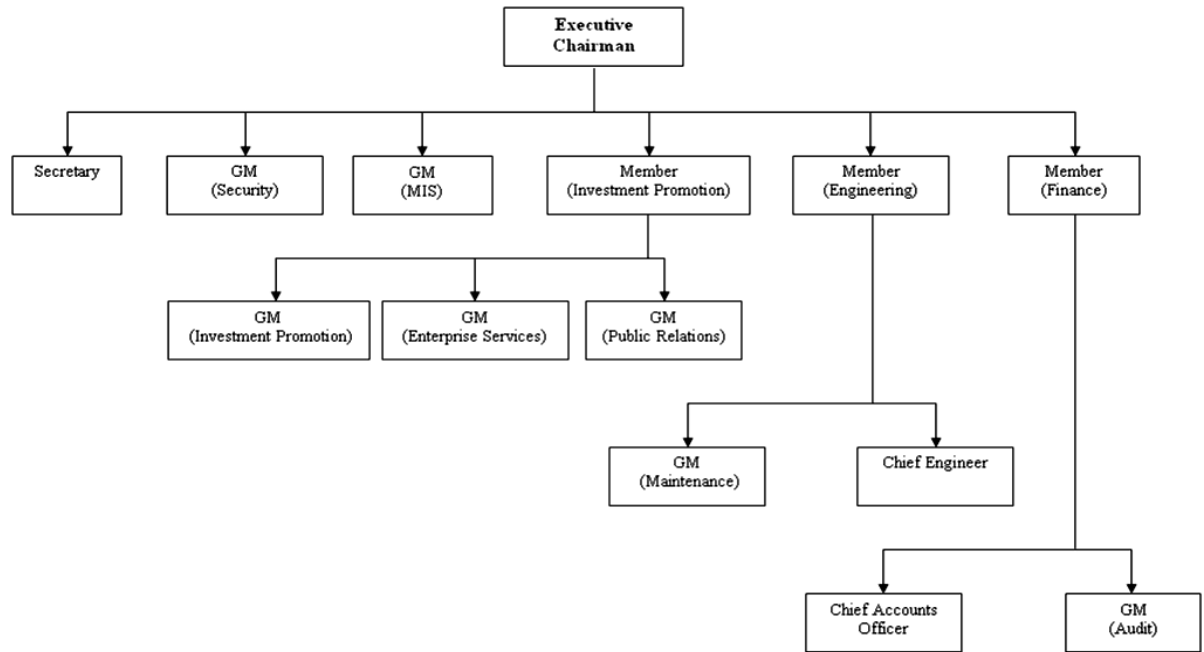 Executive
Chairman
Secretary
GM
(Security)
GM
(MIS)
Member
(Investment Promotion)
Member
(Engineering)
Member
(Finance)
GM
(Investment Promotion)
GM
(Enterprise Services)
GM
(Public Relations)
GM
(Maintenance)
Chief Engineer
Chief Accounts
Officer
GM
(Audit)